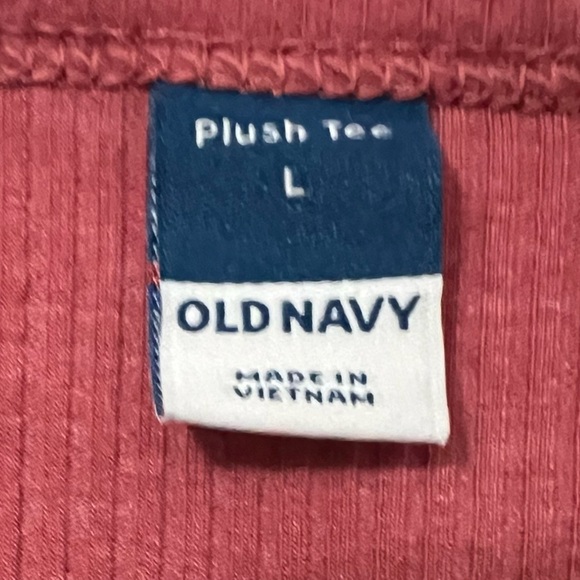 Plush Tee
L
OLD NAVY
MADE IN
VIETNAM